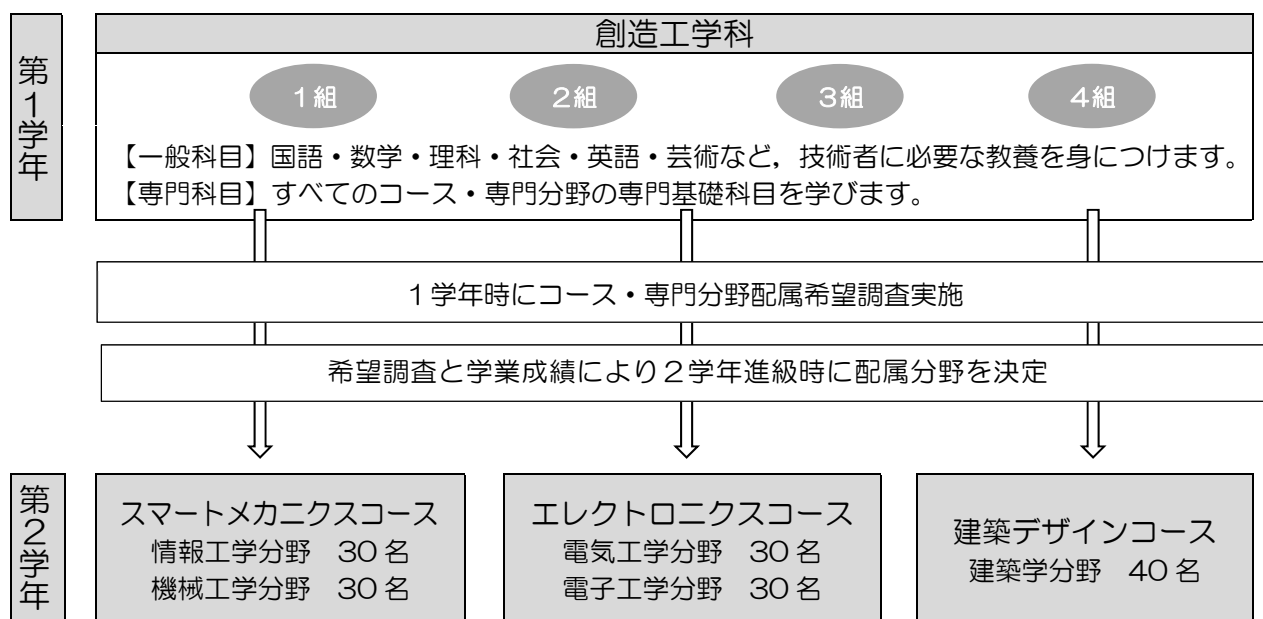 第1学年
創造工学科
1組
2組
3組
4組
【一般科目】国語・数学・理科・社会・英語・芸術など，技術者に必要な教養を身につけます。
【専門科目】すべてのコース・専門分野の専門基礎科目を学びます。
1学年時にコース・専門分野配属希望調査実施
希望調査と学業成績により2学年進級時に配属分野を決定
第2学年
スマートメカニクスコース
情報工学分野　30名
機械工学分野　30名
エレクトロニクスコース
電気工学分野　30名
電子工学分野　30名
建築デザインコース
建築学分野　40名